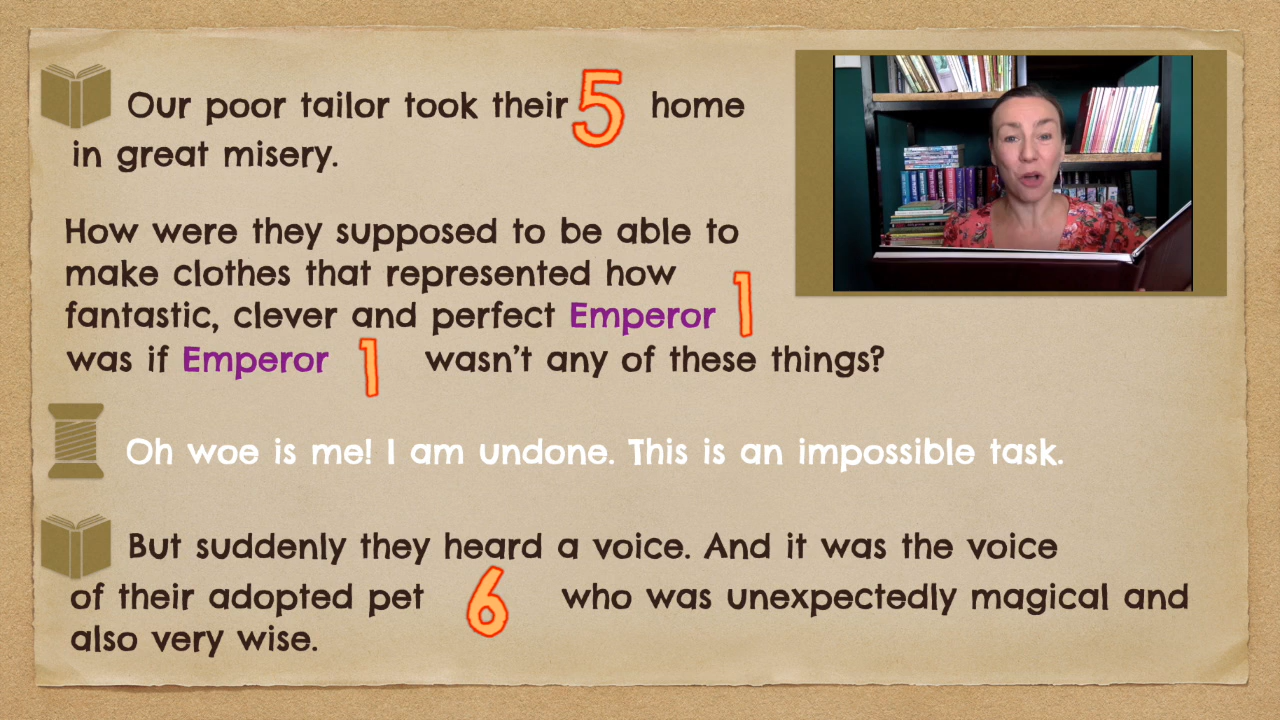 Our poor tailor took their 5 home
in great misery.
How were they supposed to be able to
make clothes that represented how
fantastic, clever and perfect Emperor 1
was if Emperor 1 wasn't any of these things?
Oh woe is me! I am undone. This is an impossible task.
But suddenly they heard a voice. And it was the voice
of their adopted pet 6 who was unexpectedly magical and
also very wise.